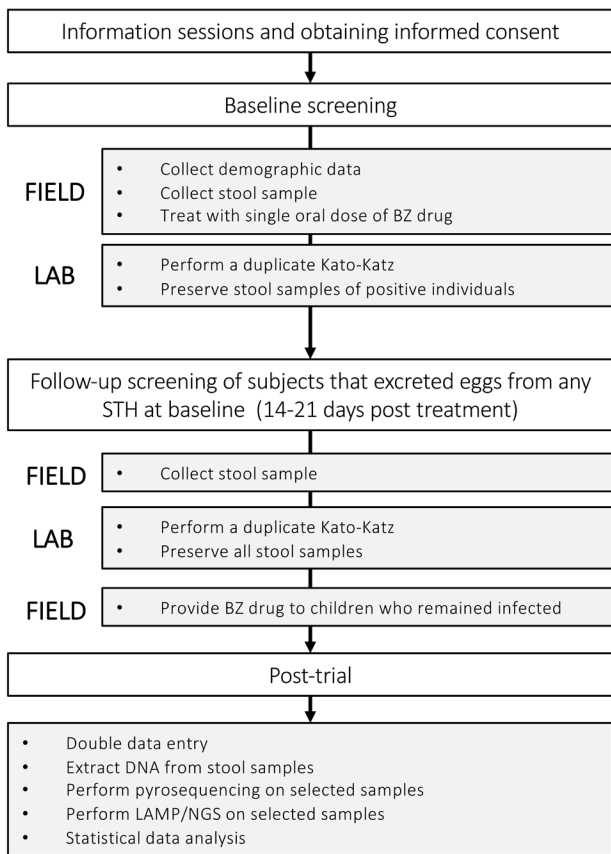 Information sessions and obtaining informed consent
Baseline screening
FIELD
• Collect demographic data
• Collect stool sample
• Treat with single oral dose of BZ drug
LAB
• Perform a duplicate Kato-Katz
• Preserve stool samples of positive individuals
Follow-up screening of subjects that excreted eggs from any
STH at baseline (14-21 days post treatment)
FIELD
• Collect stool sample
LAB
• Perform a duplicate Kato-Katz
• Preserve all stool samples
FIELD
• Provide BZ drug to children who remained infected
Post-trial
• Double data entry
• Extract DNA from stool samples
• Perform pyrosequencing on selected samples
• Perform LAMP/NGS on selected samples
• Statistical data analysis